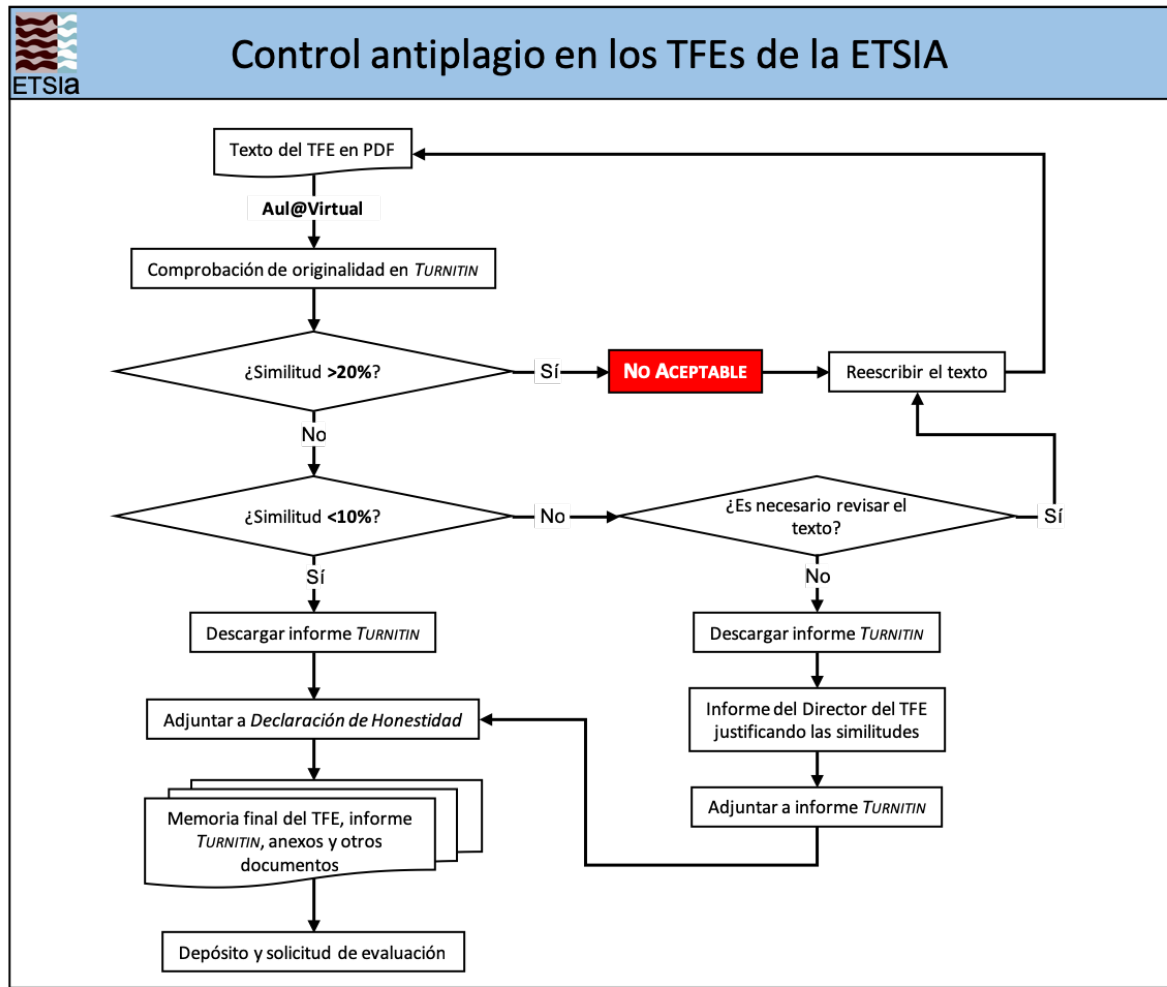 ETSIa
Control antiplagio en los TFEs de la ETSIA
Texto del TFE en PDF
Aul@Virtual
Comprobación de originalidad en TURNITIN
¿Similitud >20%?
Sí
NO ACEPTABLE
Reescribir el texto
No
¿Similitud <10%?
No
¿Es necesario revisar el
texto?
Sí
Sí
No
Descargar informe TURNITIN
Descargar informe TURNITIN
Adjuntar a Declaración de Honestidad
Informe del Director del TFE
justificando las similitudes
Memoria final del TFE, informe
TURNITIN, anexos y otros
documentos
Adjuntar a informe TURNITIN
Depósito y solicitud de evaluación